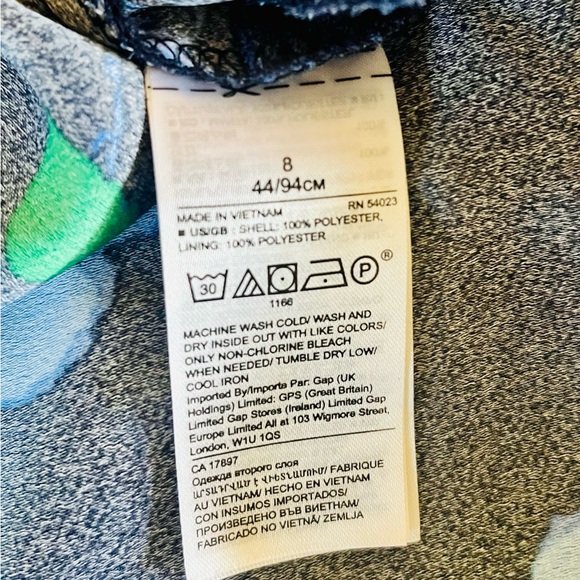 8
44/94CM
MADE IN VIETNAM RN 54023
■ US/GB : SHELL: 100% POLYESTER,
LINING: 100% POLYESTER
30
P
®
1166
MACHINE WASH COLD/ WASH AND
DRY INSIDE OUT WITH LIKE COLORS/
ONLY NON-CHLORINE BLEACH
WHEN NEEDED/ TUMBLE DRY LOW/
COOL IRON
Imported By/Importe Par: Gap (UK
Holdings) Limited: GPS (Great Britain)
Limited Gap Stores (Ireland) Limited Gap
Europe Limited All at 103 Wigmore Street,
London, W1U 1QS
CA 17897
Одежда второго слоя
ԱՐՏԱԴՐՎԱԾ Է ՎԻԵՏՆԱՄՈՒՄ/ FABRIQUE
AU VIETNAM/ HECHO EN VIETNAM
CON INSUMOS IMPORTADOS/
ПРОИЗВЕДЕНО ВЪВ ВИЕТНАМ/
FABRICADO NO VIETNÃ/ ZEMLJA